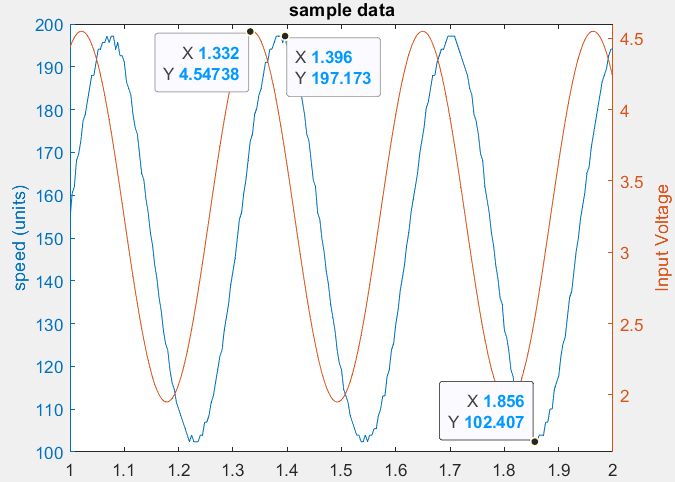 sample data
200
190
180
170
160
150
140
130
120
110
100
speed (units)
X 1.332
Y 4.54738
X 1.396
Y 197.173
X 1.856
Y 102.407
4.5
4
3.5
3
2.5
2
Input Voltage
1 1.1 1.2 1.3 1.4 1.5 1.6 1.7 1.8 1.9 2